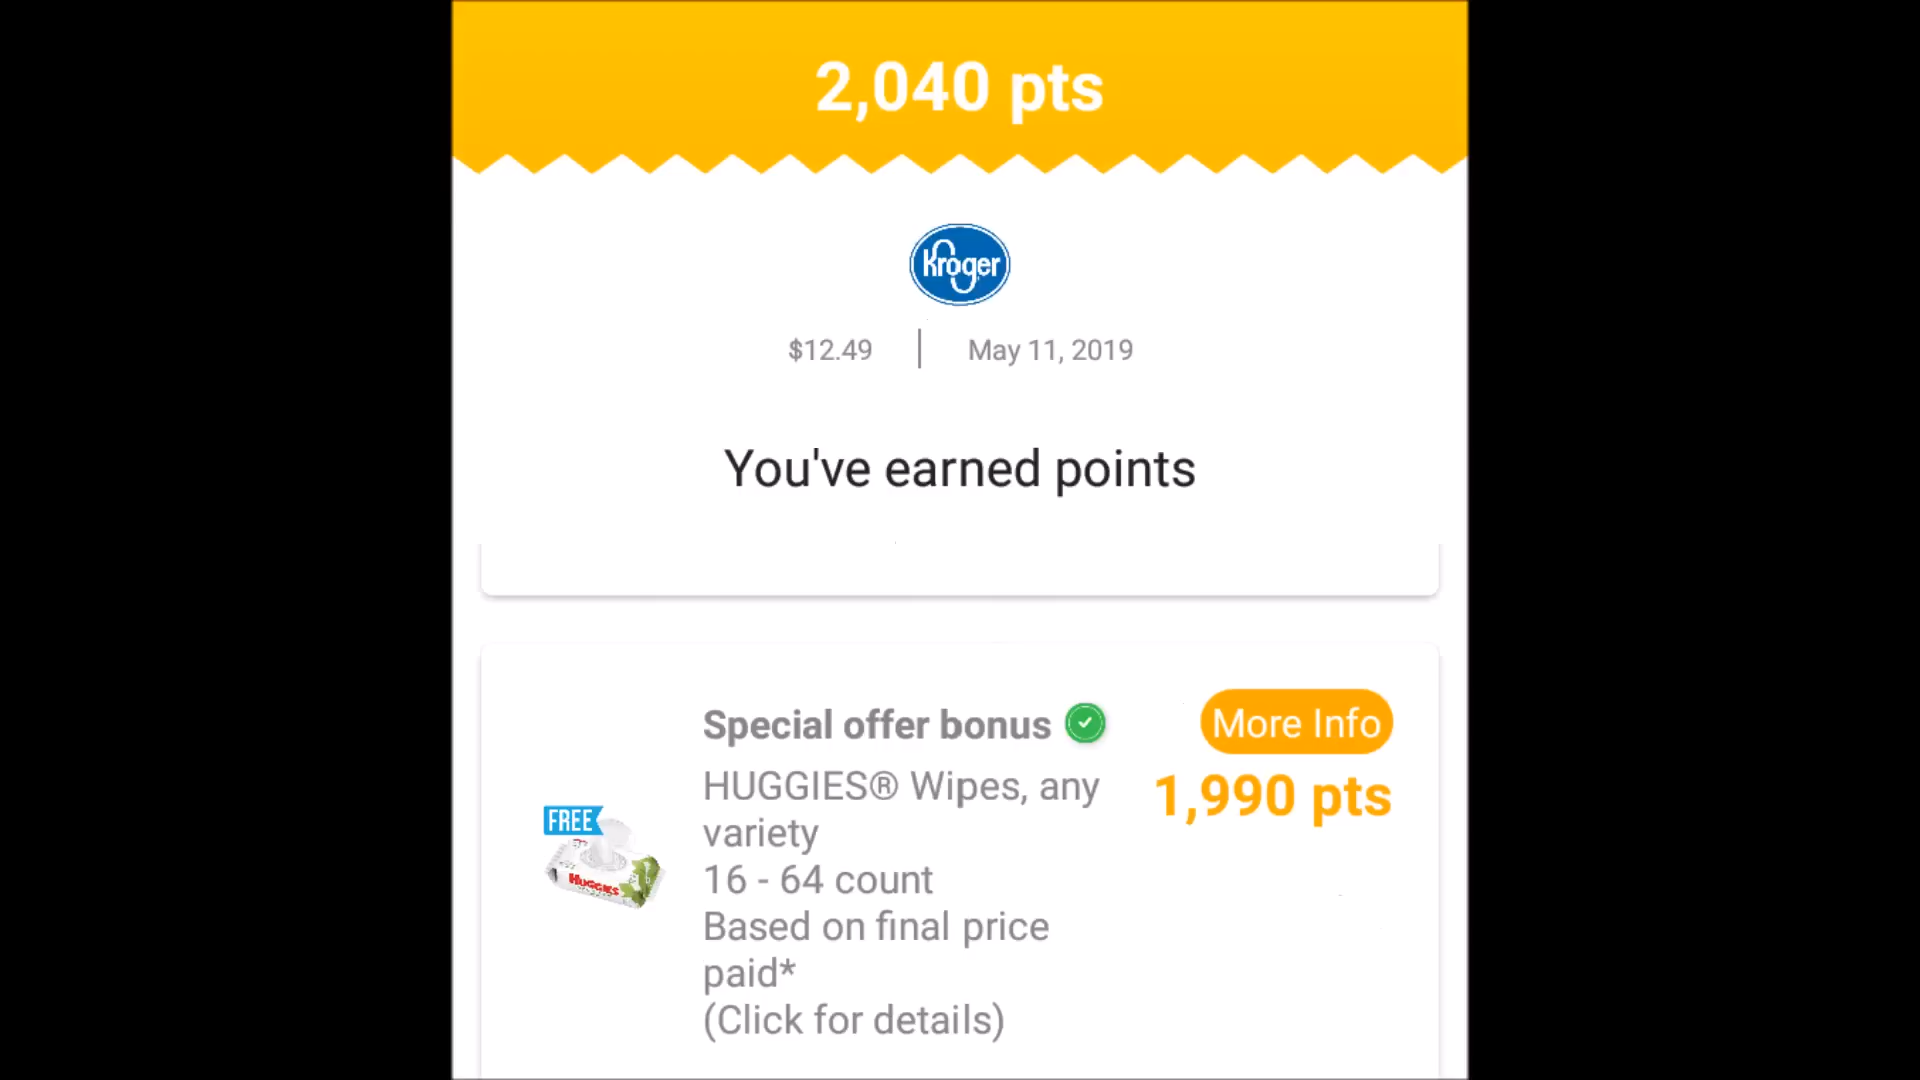 2,040 pts
Kroger
$12.49 | May 11, 2019
You've earned points
Special offer bonus
More Info
HUGGIES® Wipes, any
variety
1,990 pts
16 - 64 count
Based on final price
paid*
(Click for details)
FREE
HUGGIES